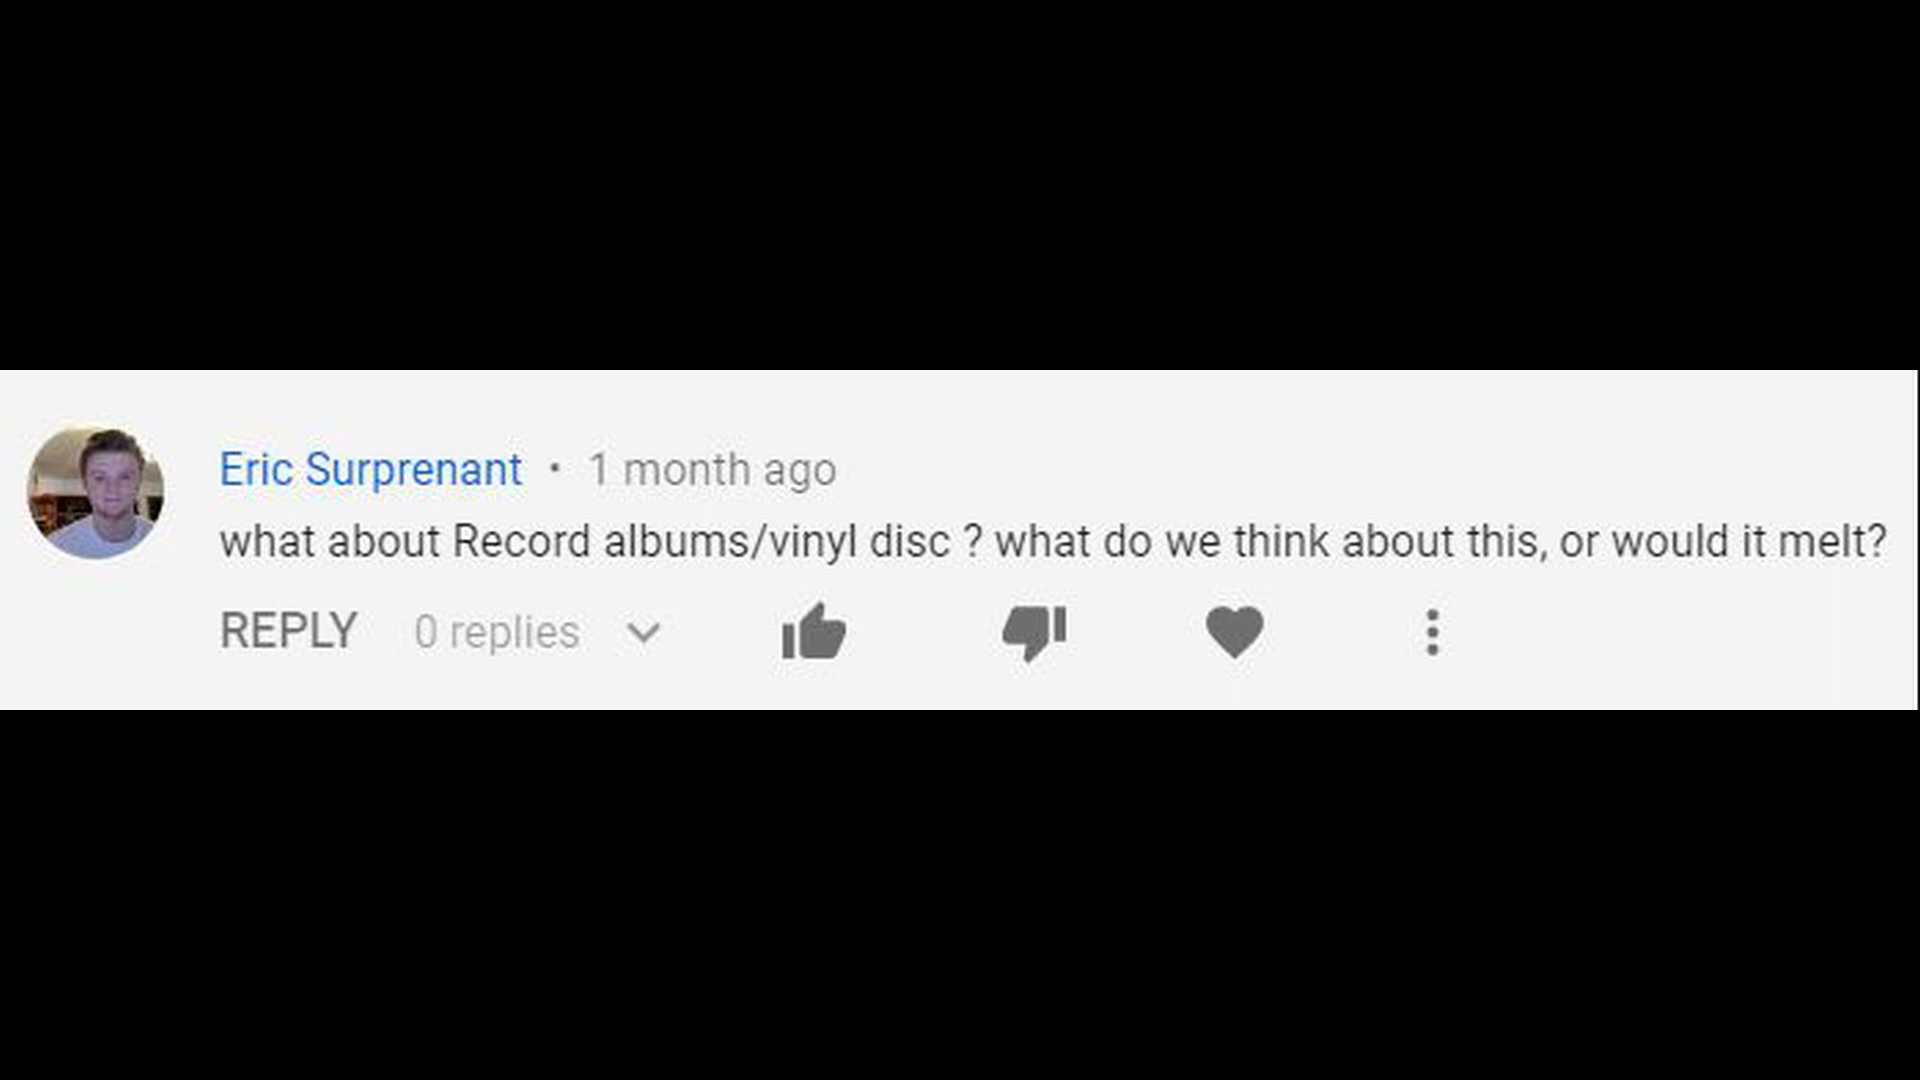 Eric Surprenant • 1 month ago
what about Record albums/vinyl disc ? what do we think about this, or would it melt?
REPLY 0 replies